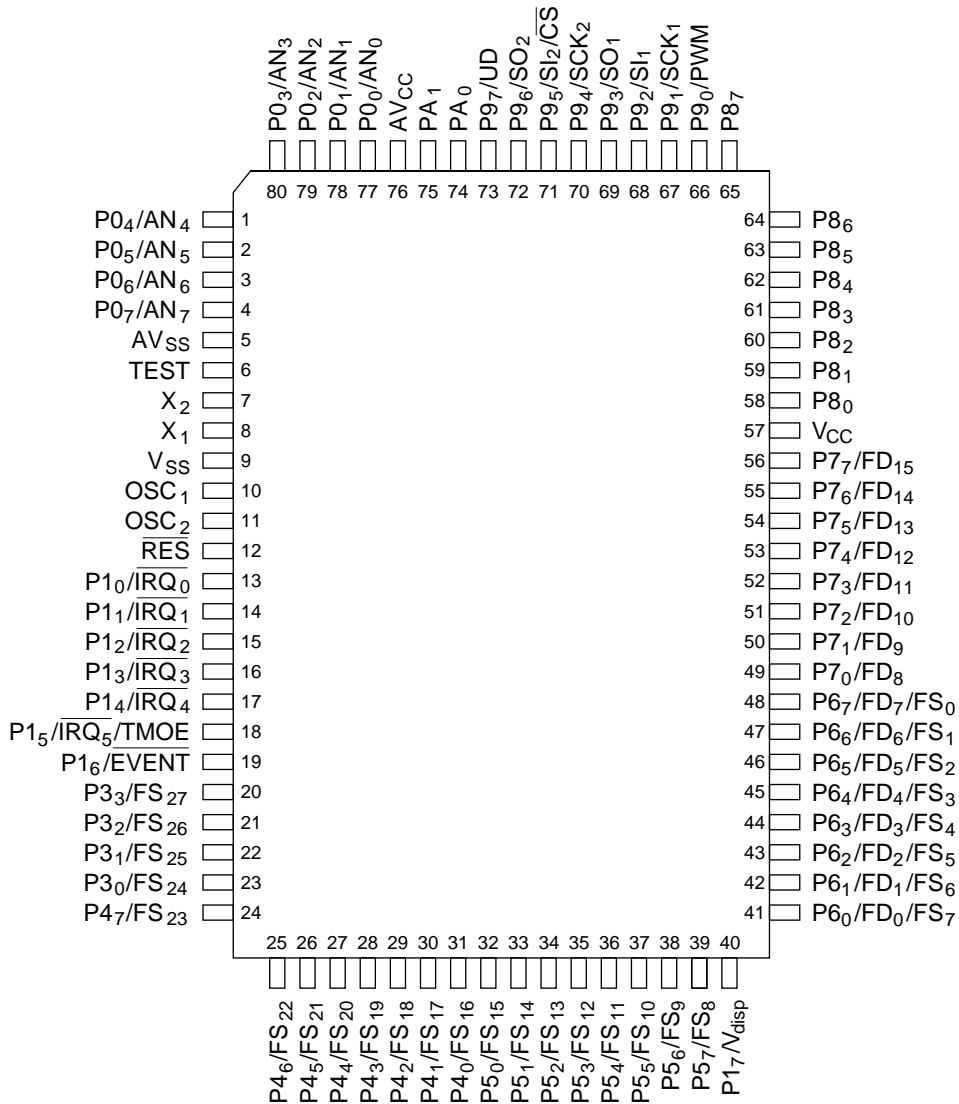 P0₃/AN₃
P0₂/AN₂
P0₁/AN₁
P0₀/AN₀
AV_CC
PA₁
PA₀
P9₇/UD
P9₆/SO₂
P9₅/SI₂/C̅S̅
P9₄/SCK₂
P9₃/SO₁
P9₂/SI₁
P9₁/SCK₁
P9₀/PWM
P8₇
80 79 78 77 76 75 74 73 72 71 70 69 68 67 66 65
P0₄/AN₄ 1
P0₅/AN₅ 2
P0₆/AN₆ 3
P0₇/AN₇ 4
AV_SS 5
TEST 6
X₂ 7
X₁ 8
V_SS 9
OSC₁ 10
OSC₂ 11
R̅E̅S̅ 12
P1₀/I̅R̅Q̅₀ 13
P1₁/I̅R̅Q̅₁ 14
P1₂/I̅R̅Q̅₂ 15
P1₃/I̅R̅Q̅₃ 16
P1₄/I̅R̅Q̅₄ 17
P1₅/I̅R̅Q̅₅/TMOE 18
P1₆/E̅V̅E̅N̅T̅ 19
P3₃/FS₂₇ 20
P3₂/FS₂₆ 21
P3₁/FS₂₅ 22
P3₀/FS₂₄ 23
P4₇/FS₂₃ 24
64 P8₆
63 P8₅
62 P8₄
61 P8₃
60 P8₂
59 P8₁
58 P8₀
57 V_CC
56 P7₇/FD₁₅
55 P7₆/FD₁₄
54 P7₅/FD₁₃
53 P7₄/FD₁₂
52 P7₃/FD₁₁
51 P7₂/FD₁₀
50 P7₁/FD₉
49 P7₀/FD₈
48 P6₇/FD₇/FS₀
47 P6₆/FD₆/FS₁
46 P6₅/FD₅/FS₂
45 P6₄/FD₄/FS₃
44 P6₃/FD₃/FS₄
43 P6₂/FD₂/FS₅
42 P6₁/FD₁/FS₆
41 P6₀/FD₀/FS₇
25 26 27 28 29 30 31 32 33 34 35 36 37 38 39 40
P4₆/FS₂₂
P4₅/FS₂₁
P4₄/FS₂₀
P4₃/FS₁₉
P4₂/FS₁₈
P4₁/FS₁₇
P4₀/FS₁₆
P5₀/FS₁₅
P5₁/FS₁₄
P5₂/FS₁₃
P5₃/FS₁₂
P5₄/FS₁₁
P5₅/FS₁₀
P5₆/FS₉
P5₇/FS₈
P1₇/V_disp